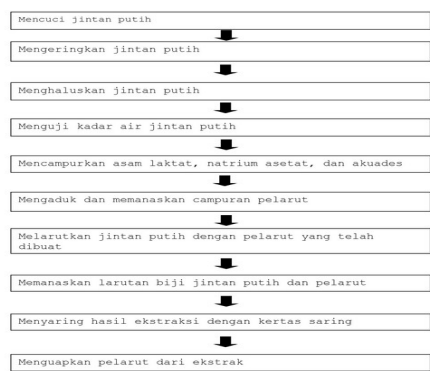 Mencuci jintan putih
Mengeringkan jintan putih
Menghaluskan jintan putih
Menguji kadar air jintan putih
Mencampurkan asam laktat, natrium asetat, dan akuades
Mengaduk dan memanaskan campuran pelarut
Melarutkan jintan putih dengan pelarut yang telah
dibuat
Memanaskan larutan biji jintan putih dan pelarut
Menyaring hasil ekstraksi dengan kertas saring
Menguapkan pelarut dari ekstrak